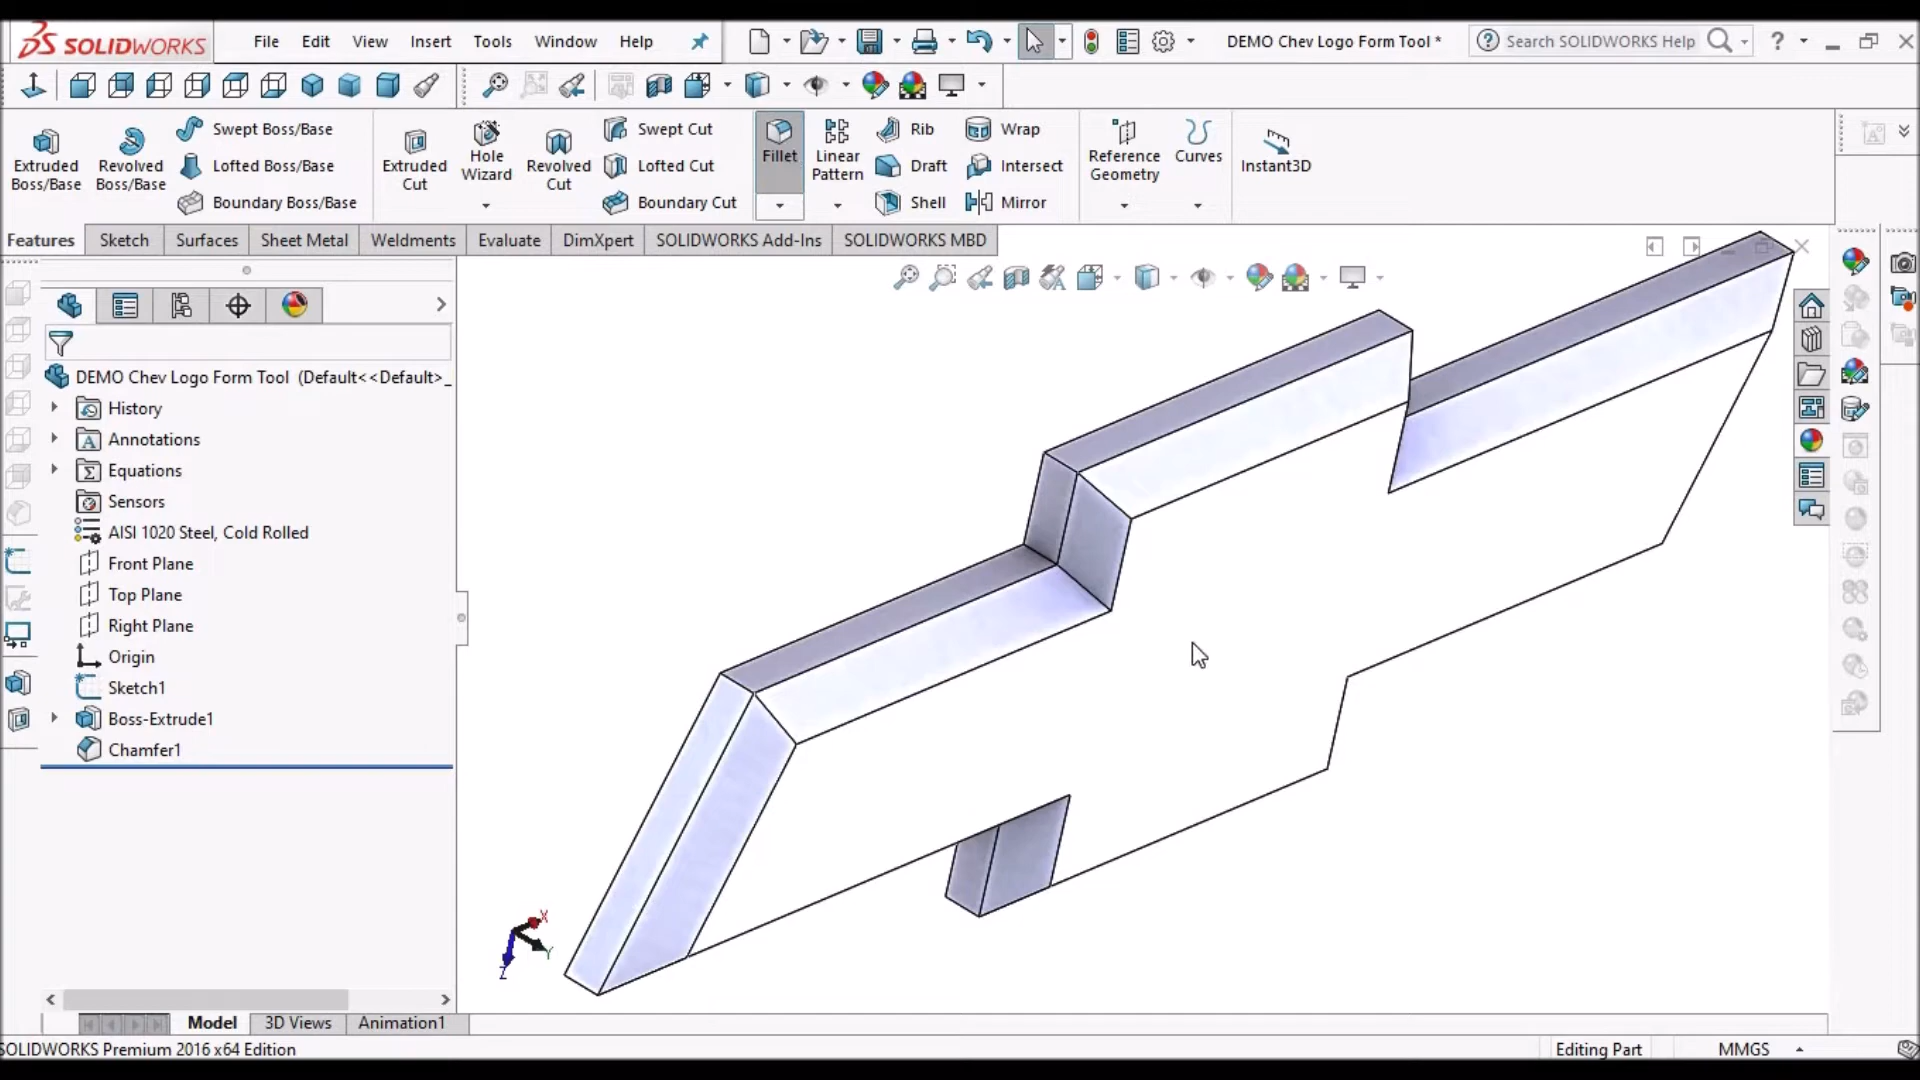 SOLIDWORKS File Edit View Insert Tools Window Help DEMO Chev Logo Form Tool * Search SOLIDWORKS Help ?
Extruded Boss/Base
Revolved Boss/Base
Swept Boss/Base
Lofted Boss/Base
Boundary Boss/Base
Extruded Cut
Hole Wizard
Revolved Cut
Swept Cut
Lofted Cut
Boundary Cut
Fillet
Linear Pattern
Rib
Draft
Shell
Wrap
Intersect
Mirror
Reference Geometry
Curves
Instant3D
Features Sketch Surfaces Sheet Metal Weldments Evaluate DimXpert SOLIDWORKS Add-Ins SOLIDWORKS MBD
DEMO Chev Logo Form Tool (Default<<Default>_
History
Annotations
Equations
Sensors
AISI 1020 Steel, Cold Rolled
Front Plane
Top Plane
Right Plane
Origin
Sketch1
Boss-Extrude1
Chamfer1
X
Y
Z
Model 3D Views Animation1
SOLIDWORKS Premium 2016 x64 Edition Editing Part MMGS